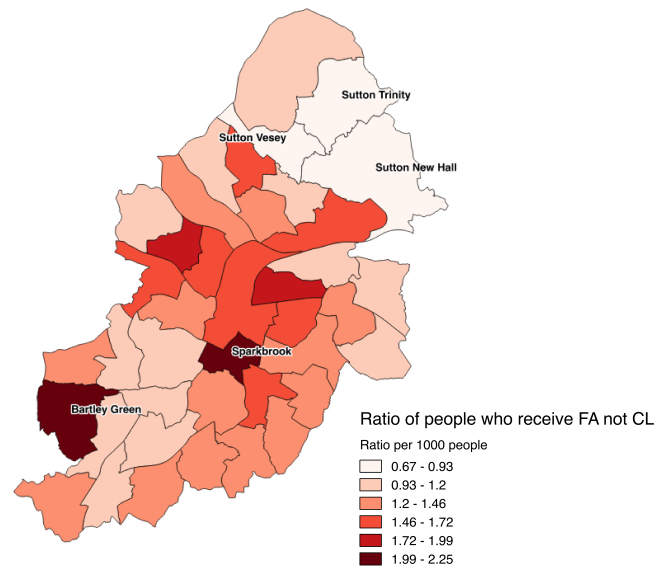 Sutton Trinity
Sutton Vesey
Sutton New Hall
Sparkbrook
Bartley Green
Ratio of people who receive FA not CL
Ratio per 1000 people
0.67 - 0.93
0.93 - 1.2
1.2 - 1.46
1.46 - 1.72
1.72 - 1.99
1.99 - 2.25